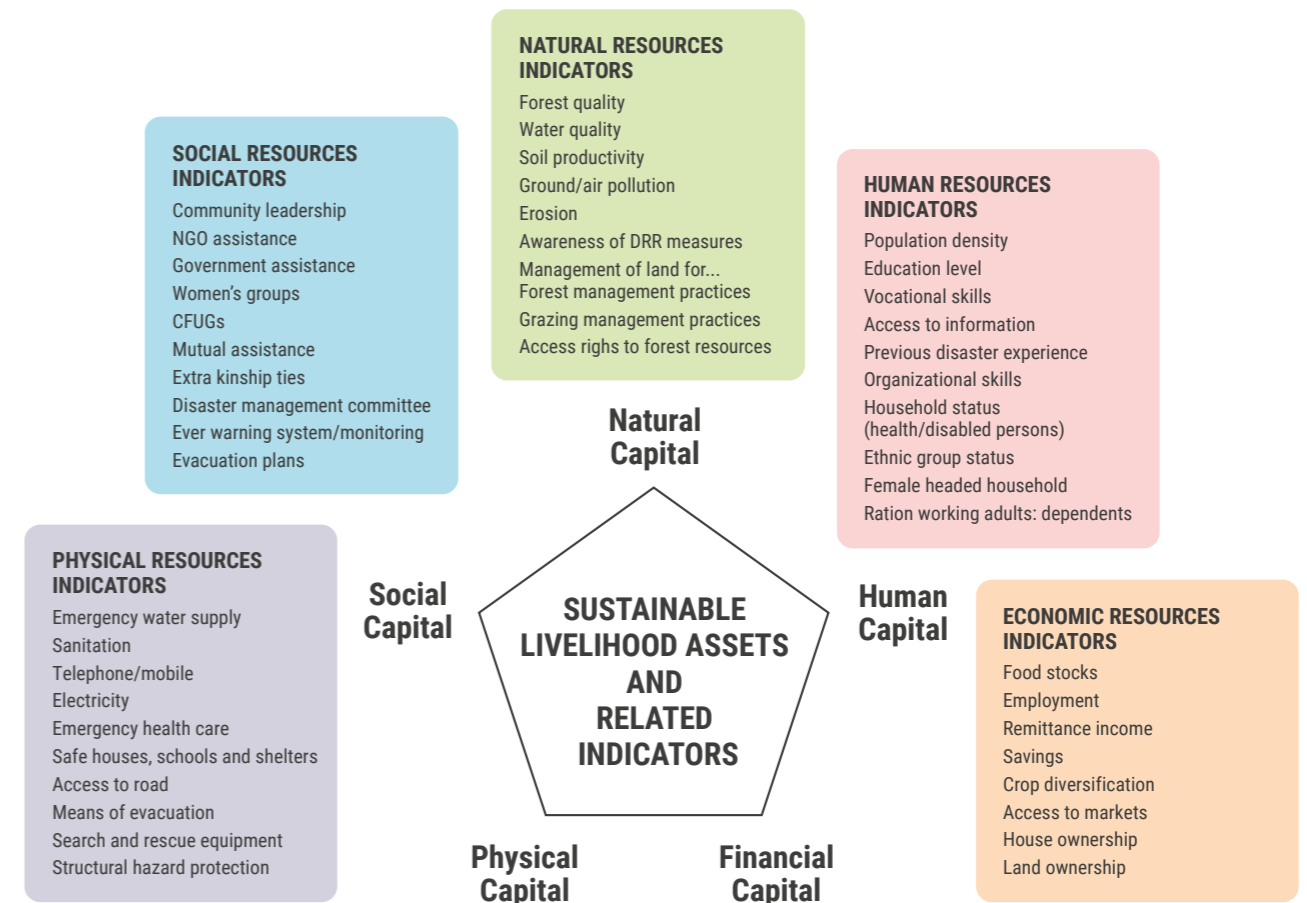 NATURAL RESOURCES
INDICATORS
Forest quality
Water quality
Soil productivity
Ground/air pollution
Erosion
Awareness of DRR measures
Management of land for...
Forest management practices
Grazing management practices
Access righs to forest resources
SOCIAL RESOURCES
INDICATORS
Community leadership
NGO assistance
Government assistance
Women's groups
CFUGs
Mutual assistance
Extra kinship ties
Disaster management committee
Ever warning system/monitoring
Evacuation plans
HUMAN RESOURCES
INDICATORS
Population density
Education level
Vocational skills
Access to information
Previous disaster experience
Organizational skills
Household status
(health/disabled persons)
Ethnic group status
Female headed household
Ration working adults: dependents
PHYSICAL RESOURCES
INDICATORS
Emergency water supply
Sanitation
Telephone/mobile
Electricity
Emergency health care
Safe houses, schools and shelters
Access to road
Means of evacuation
Search and rescue equipment
Structural hazard protection
ECONOMIC RESOURCES
INDICATORS
Food stocks
Employment
Remittance income
Savings
Crop diversification
Access to markets
House ownership
Land ownership
Natural
Capital
Social
Capital
Human
Capital
SUSTAINABLE
LIVELIHOOD ASSETS
AND
RELATED
INDICATORS
Physical
Capital
Financial
Capital